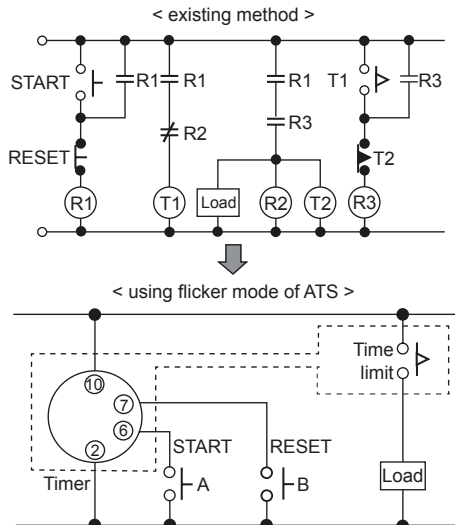 < existing method >
START
R1
R1
R1
T1
R3
R2
R3
RESET
T2
R1
T1
Load
R2
T2
R3
< using flicker mode of ATS >
Time
limit
10
7
6
2
START
RESET
Timer
A
B
Load